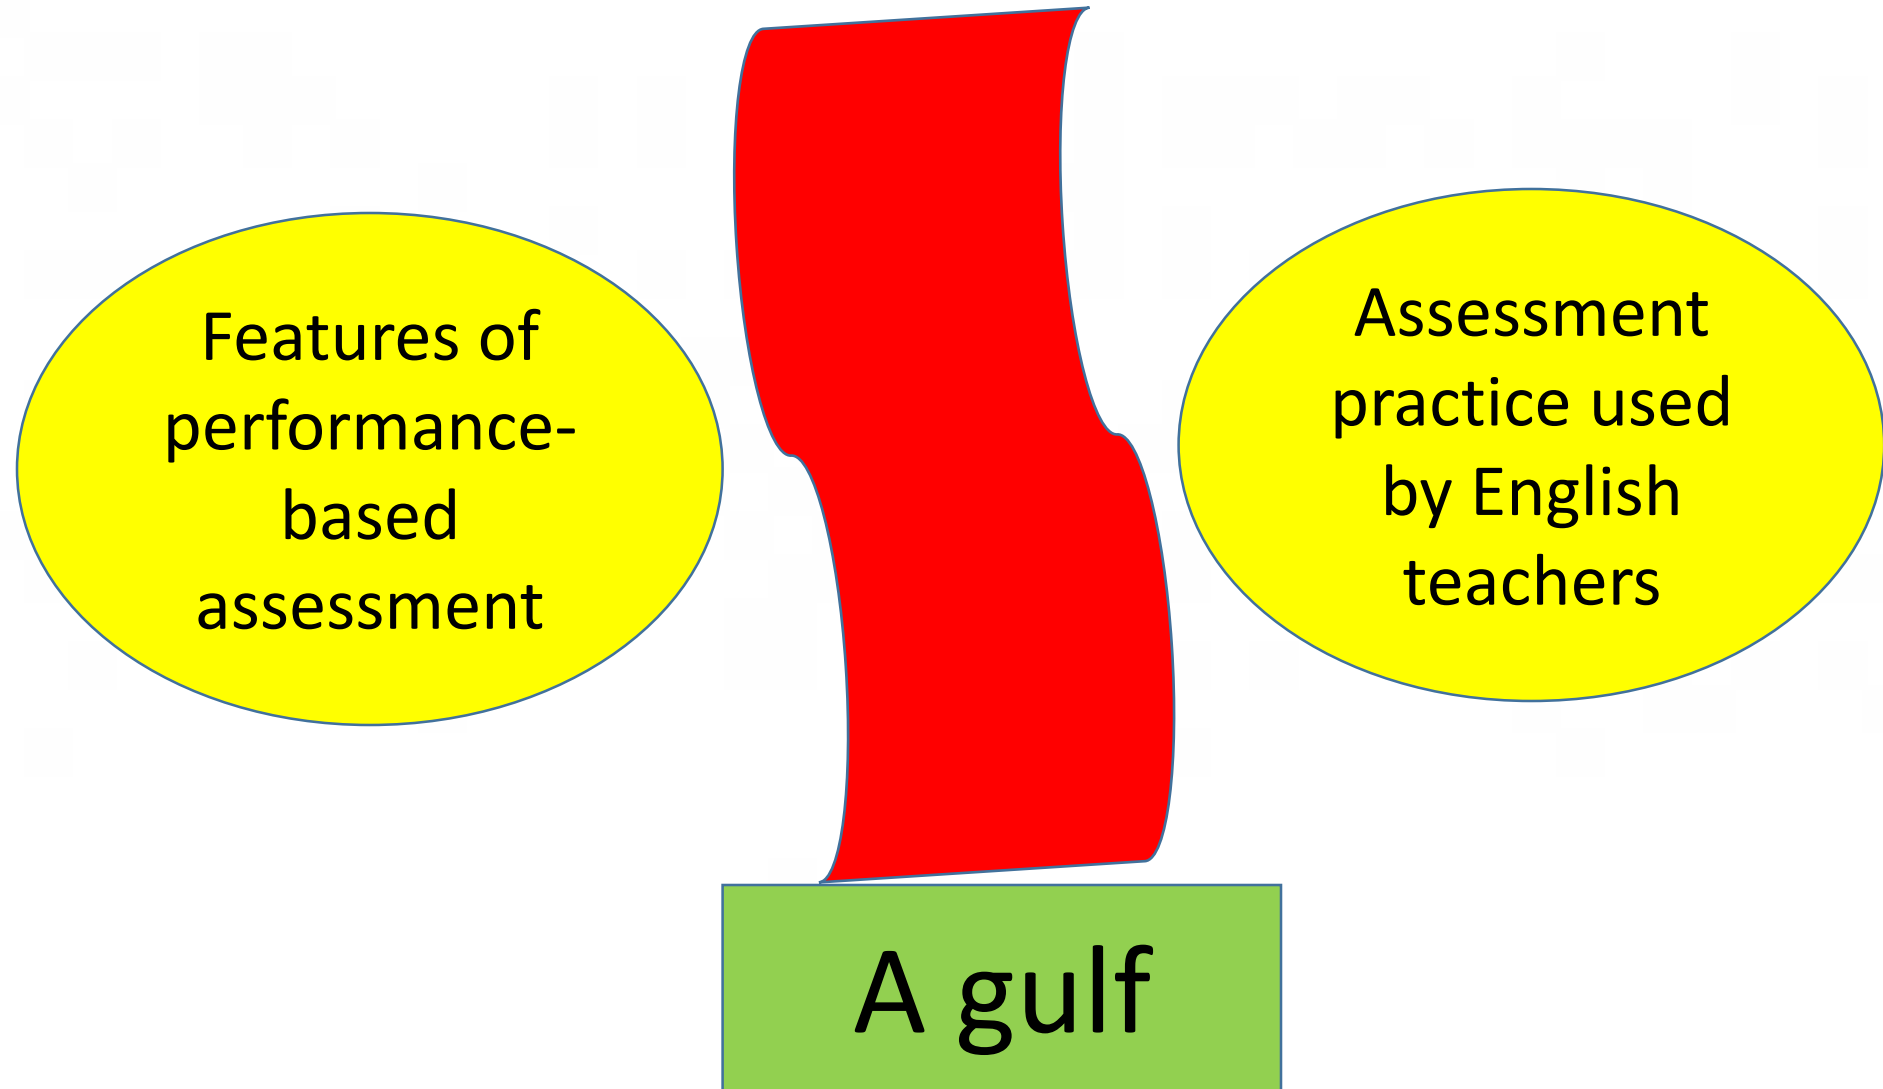 Features of
performance-
based
assessment
Assessment
practice used
by English
teachers
A gulf